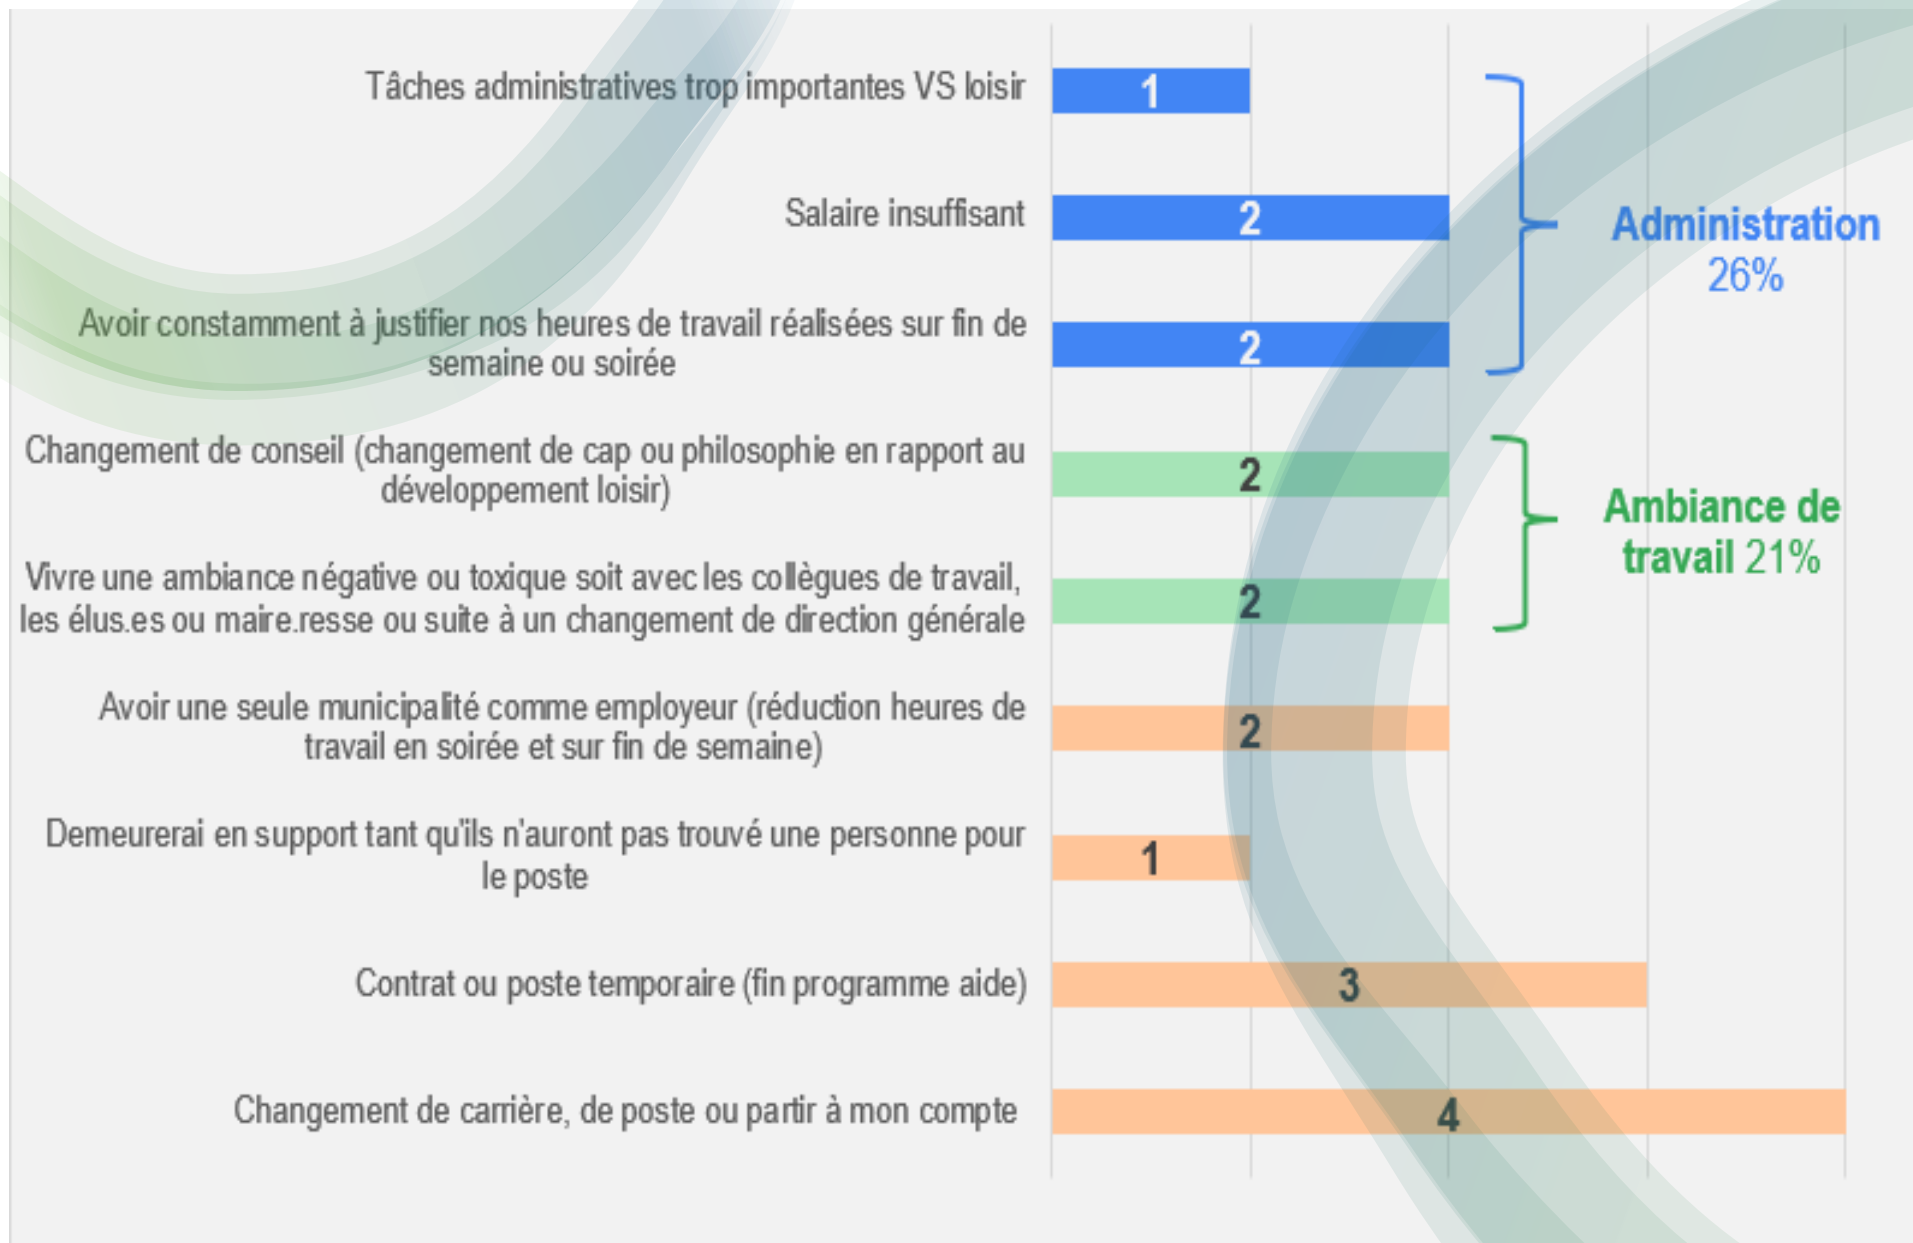 Tâches administratives trop importantes VS loisir
1
Salaire insuffisant
2
Avoir constamment à justifier nos heures de travail réalisées sur fin de
semaine ou soirée
2
Administration
26%
Changement de conseil (changement de cap ou philosophie en rapport au
développement loisir)
2
Vivre une ambiance négative ou toxique soit avec les collègues de travail,
les élus.es ou maire.resse ou suite à un changement de direction générale
2
Ambiance de
travail 21%
Avoir une seule municipalité comme employeur (réduction heures de
travail en soirée et sur fin de semaine)
2
Demeurerai en support tant qu'ils n'auront pas trouvé une personne pour
le poste
1
Contrat ou poste temporaire (fin programme aide)
3
Changement de carrière, de poste ou partir à mon compte
4